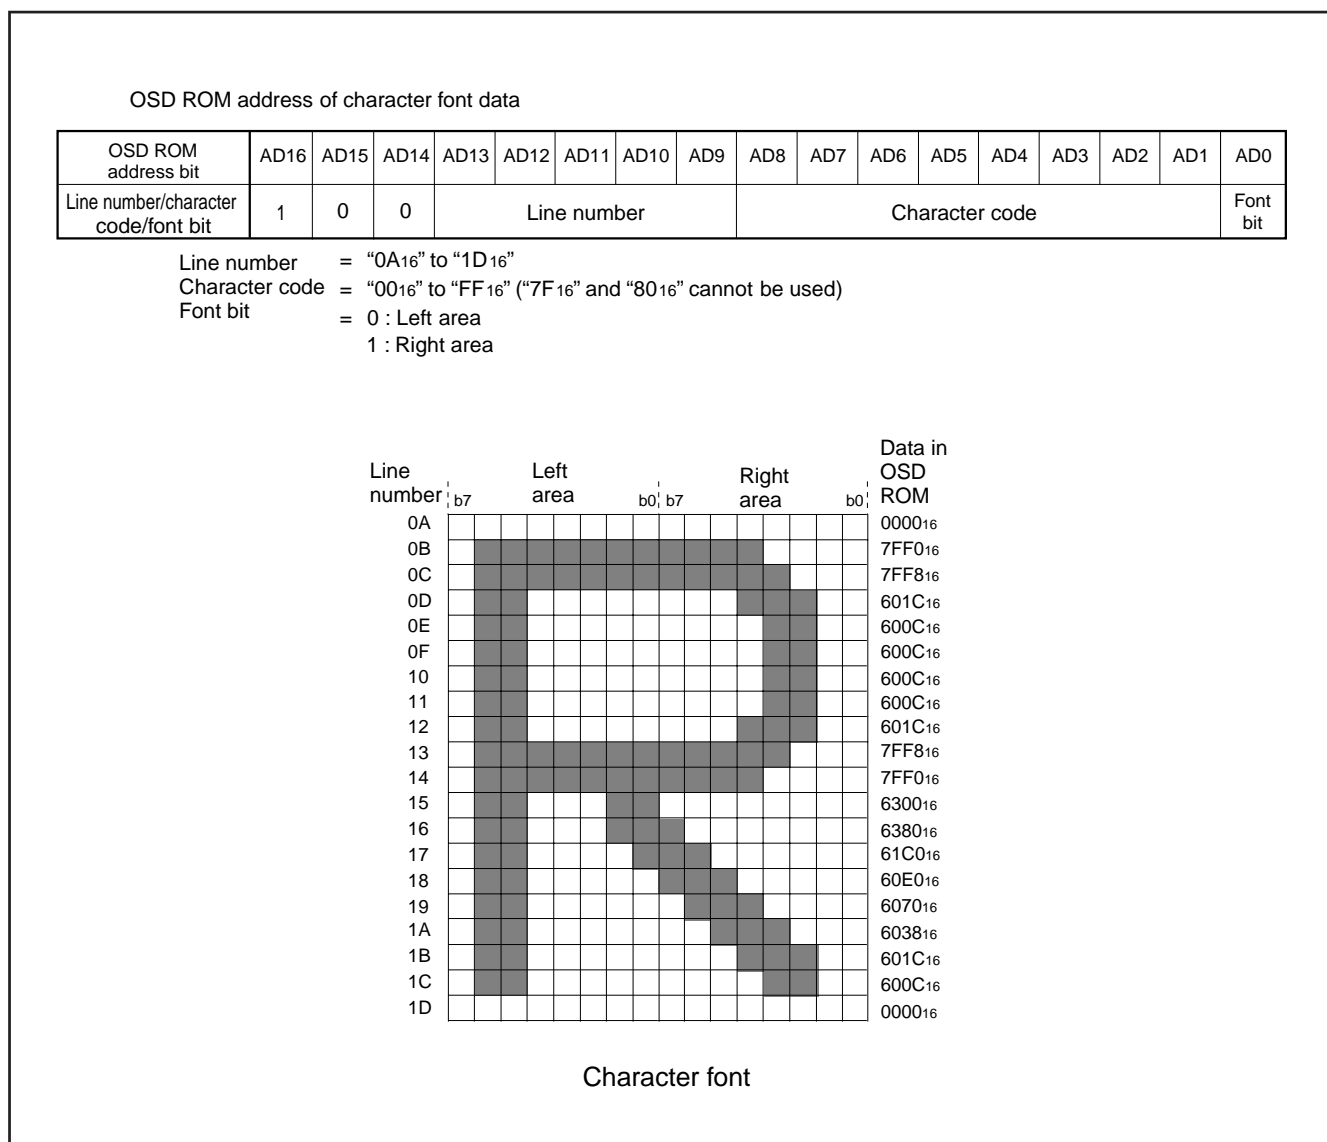 OSD ROM address of character font data
OSD ROM address bit AD16 AD15 AD14 AD13 AD12 AD11 AD10 AD9 AD8 AD7 AD6 AD5 AD4 AD3 AD2 AD1 AD0
Line number/character code/font bit 1 0 0 Line number Character code Font bit
Line number = “0A16” to “1D16”
Character code = “0016” to “FF16” (“7F16” and “8016” cannot be used)
Font bit = 0 : Left area
1 : Right area
Line number Left area Right area Data in OSD ROM
b7 b0 b7 b0
0A 000016
0B 7FF016
0C 7FF816
0D 601C16
0E 600C16
0F 600C16
10 600C16
11 600C16
12 601C16
13 7FF816
14 7FF016
15 630016
16 638016
17 61C016
18 60E016
19 607016
1A 603816
1B 601C16
1C 600C16
1D 000016
Character font